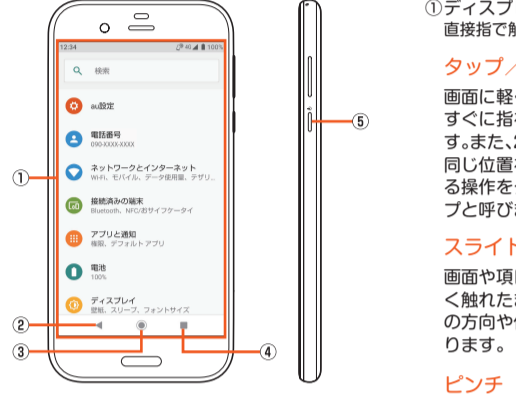 12:34
4G
100%
検索
au設定
電話番号
090-XXXX-XXXX
ネットワークとインターネット
Wi-Fi、モバイル、データ使用量、テザリ...
接続済みの端末
Bluetooth、NFC/おサイフケータイ
アプリと通知
権限、デフォルト アプリ
電池
100%
ディスプレイ
壁紙、スリープ、フォントサイズ
①
②
③
④
⑤
①ディスプ
直接指で触
タップ/
画面に軽く
すぐに指を
す。また、2
同じ位置を
る操作を
プと呼びま
スライド
画面や項目
く触れたま
の方向や
ります。
ピンチ